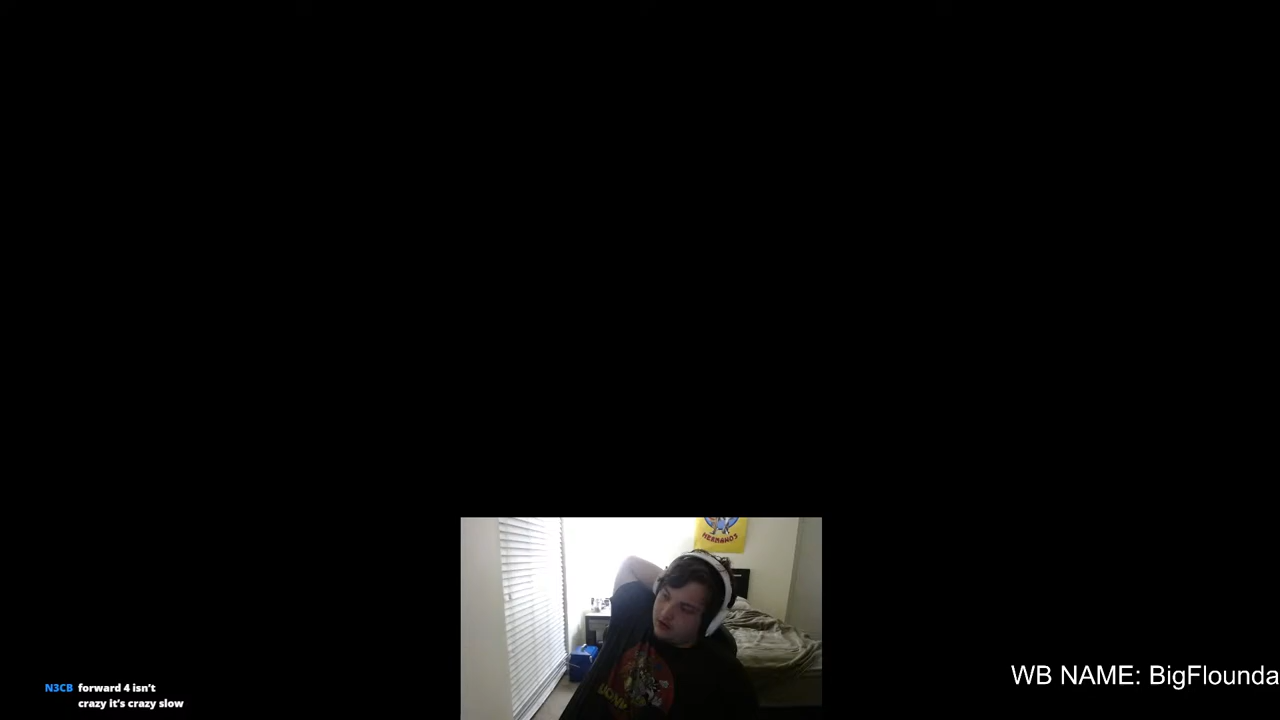 HERMANOS
N3CB forward 4 isn't
crazy it's crazy slow
WB NAME: BigFlounda